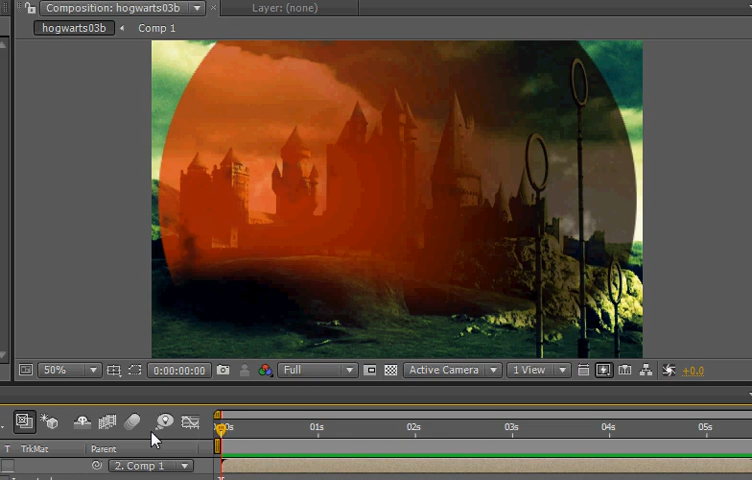 Composition: hogwarts03b
Layer: (none)
hogwarts03b
Comp 1
50%
0:00:00:00
Full
Active Camera
1 View
+0.0
0s
01s
02s
03s
04s
05s
T
TrkMat
Parent
2. Comp 1